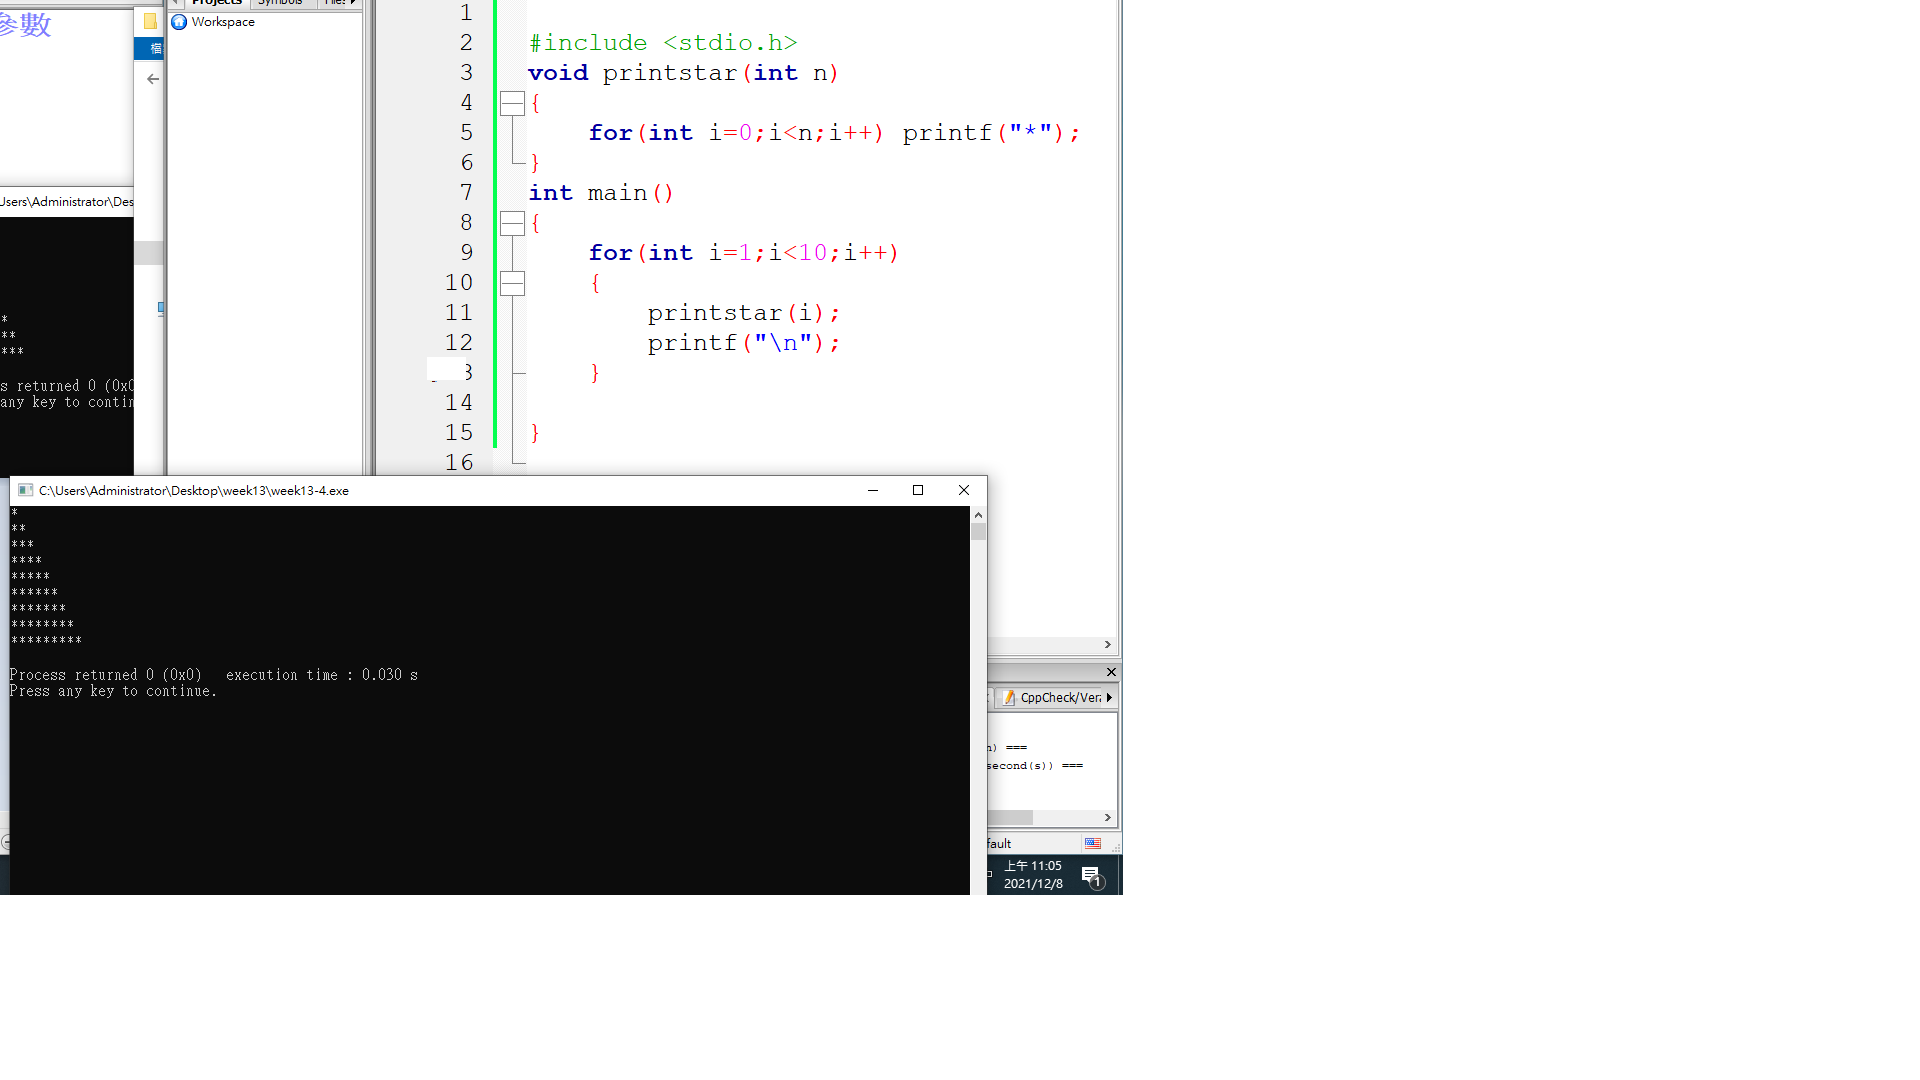 參數
檔
Projects
Symbols
Files
Workspace
Users\Administrator\Des
*
**
***
s returned 0 (0x0
any key to contin
1
2 #include <stdio.h>
3 void printstar(int n)
4 {
5 for(int i=0;i<n;i++) printf("*");
6 }
7 int main()
8 {
9 for(int i=1;i<10;i++)
10 {
11 printstar(i);
12 printf("\n");
3 }
14
15 }
16
C:\Users\Administrator\Desktop\week13\week13-4.exe
*
**
***
****
*****
******
*******
********
*********
Process returned 0 (0x0) execution time : 0.030 s
Press any key to continue.
CppCheck/Vera
n) ===
second(s)) ===
fault
上午 11:05
2021/12/8
1